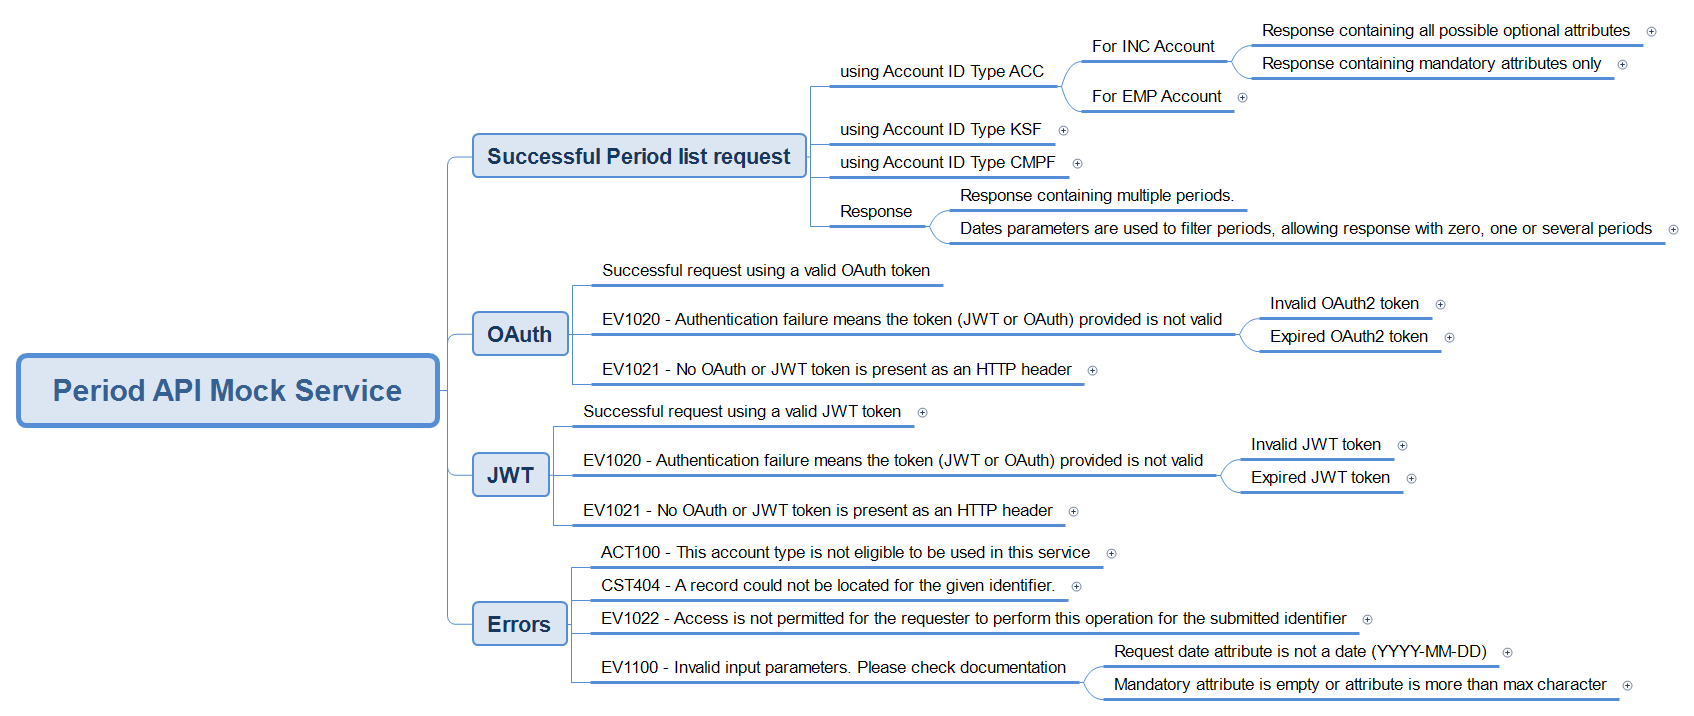 Period API Mock Service
Successful Period list request
using Account ID Type ACC
For INC Account
Response containing all possible optional attributes
Response containing mandatory attributes only
For EMP Account
using Account ID Type KSF
using Account ID Type CMPF
Response
Response containing multiple periods.
Dates parameters are used to filter periods, allowing response with zero, one or several periods
OAuth
Successful request using a valid OAuth token
EV1020 - Authentication failure means the token (JWT or OAuth) provided is not valid
Invalid OAuth2 token
Expired OAuth2 token
EV1021 - No OAuth or JWT token is present as an HTTP header
JWT
Successful request using a valid JWT token
EV1020 - Authentication failure means the token (JWT or OAuth) provided is not valid
Invalid JWT token
Expired JWT token
EV1021 - No OAuth or JWT token is present as an HTTP header
Errors
ACT100 - This account type is not eligible to be used in this service
CST404 - A record could not be located for the given identifier.
EV1022 - Access is not permitted for the requester to perform this operation for the submitted identifier
EV1100 - Invalid input parameters. Please check documentation
Request date attribute is not a date (YYYY-MM-DD)
Mandatory attribute is empty or attribute is more than max character